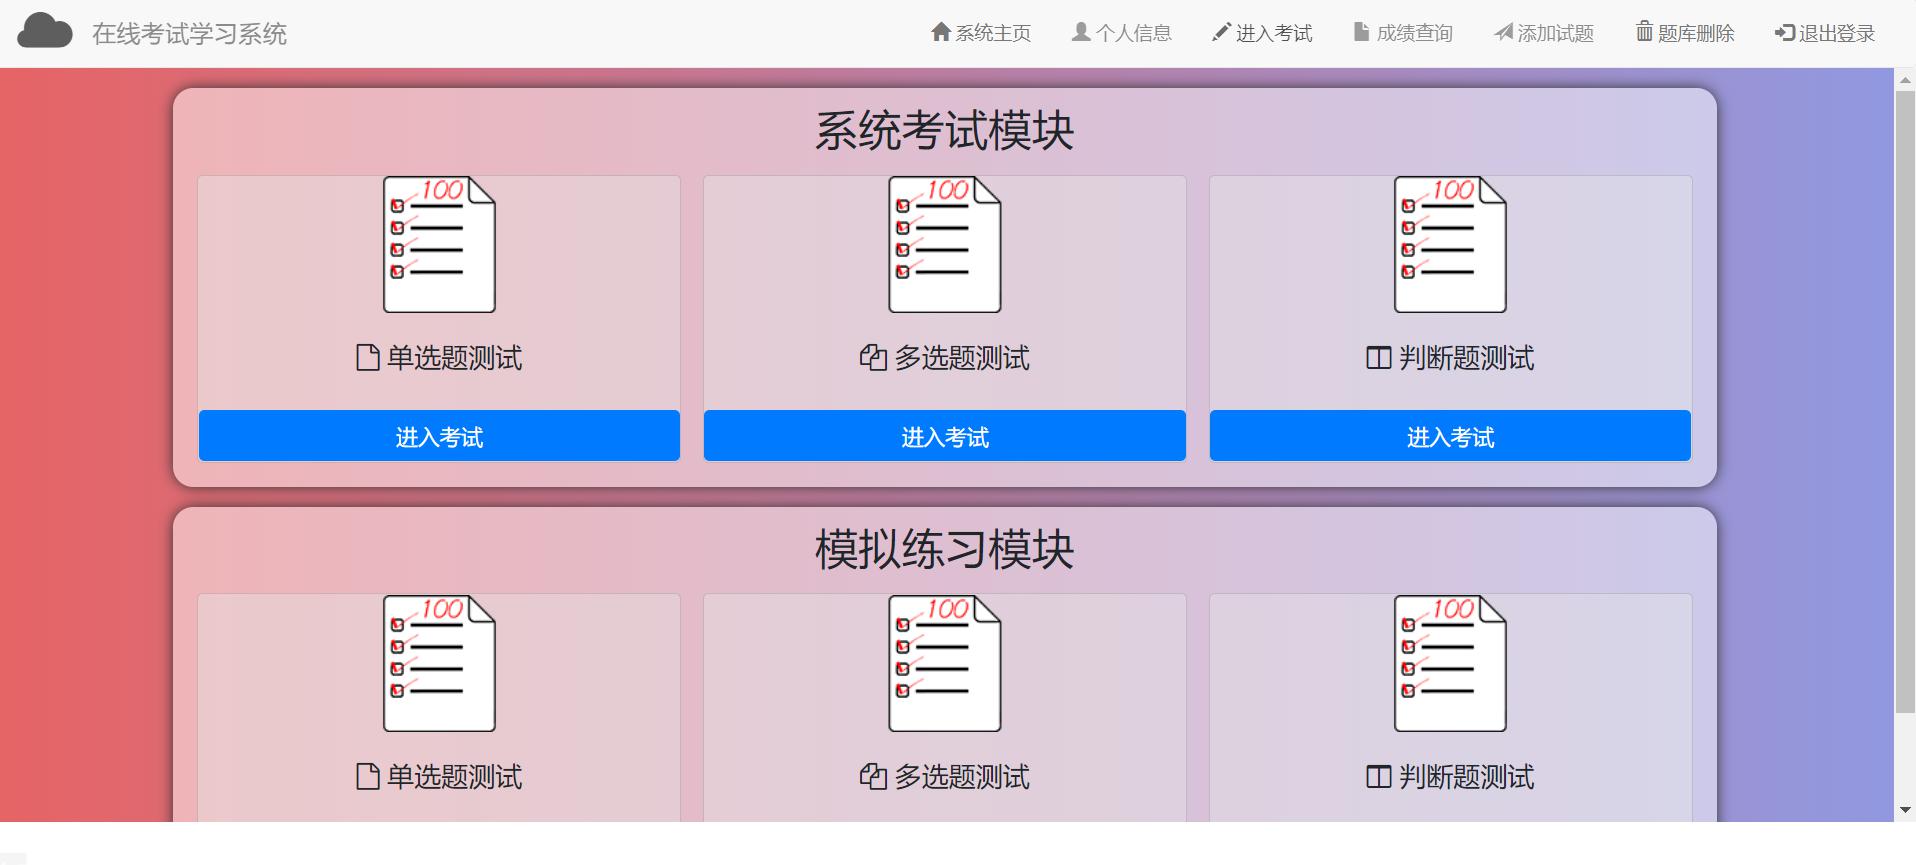 在线考试学习系统 系统主页 个人信息 进入考试 成绩查询 添加试题 题库删除 退出登录
系统考试模块
100 100 100
单选题测试 多选题测试 判断题测试
进入考试 进入考试 进入考试
模拟练习模块
100 100 100
单选题测试 多选题测试 判断题测试